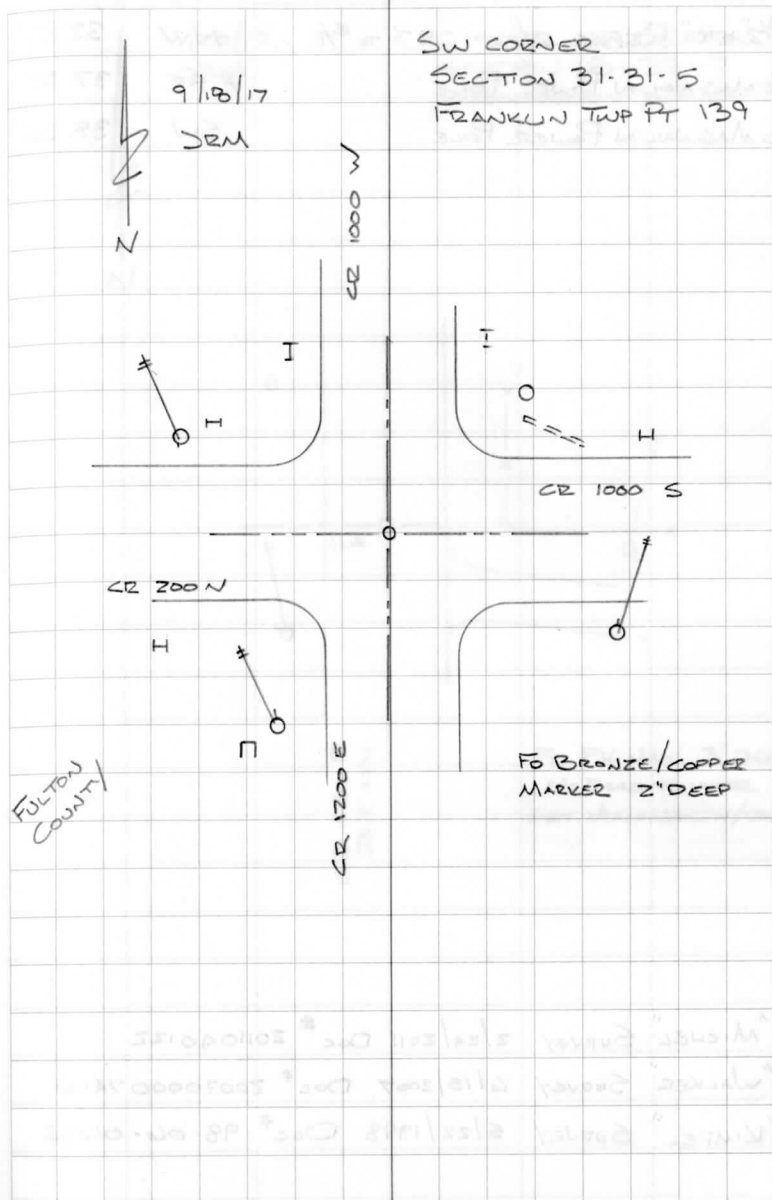 SW CORNER
SECTION 31-31-5
FRANKLIN TWP PT 139
9/18/17
JRM
N
CR 1000 W
CR 1000 S
CR 200 N
CR 1200 E
FULTON
COUNTY
FD BRONZE/COPPER
MARKER 2" DEEP